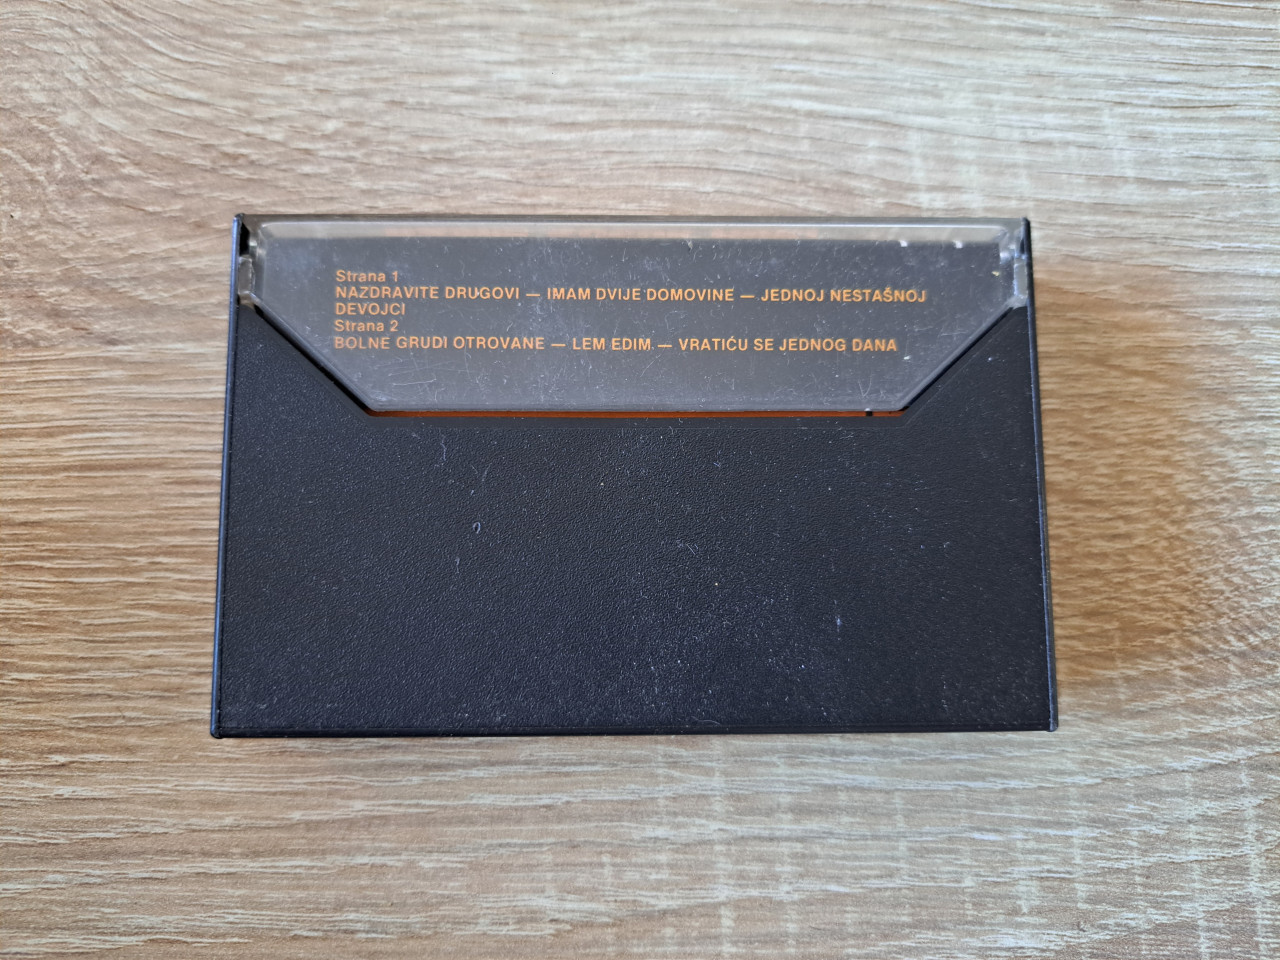 Strana 1
NAZDRAVITE DRUGOVI — IMAM DVIJE DOMOVINE — JEDNOJ NESTAŠNOJ
DEVOJCI
Strana 2
BOLNE GRUDI OTROVANE — LEM EDIM — VRATIĆU SE JEDNOG DANA